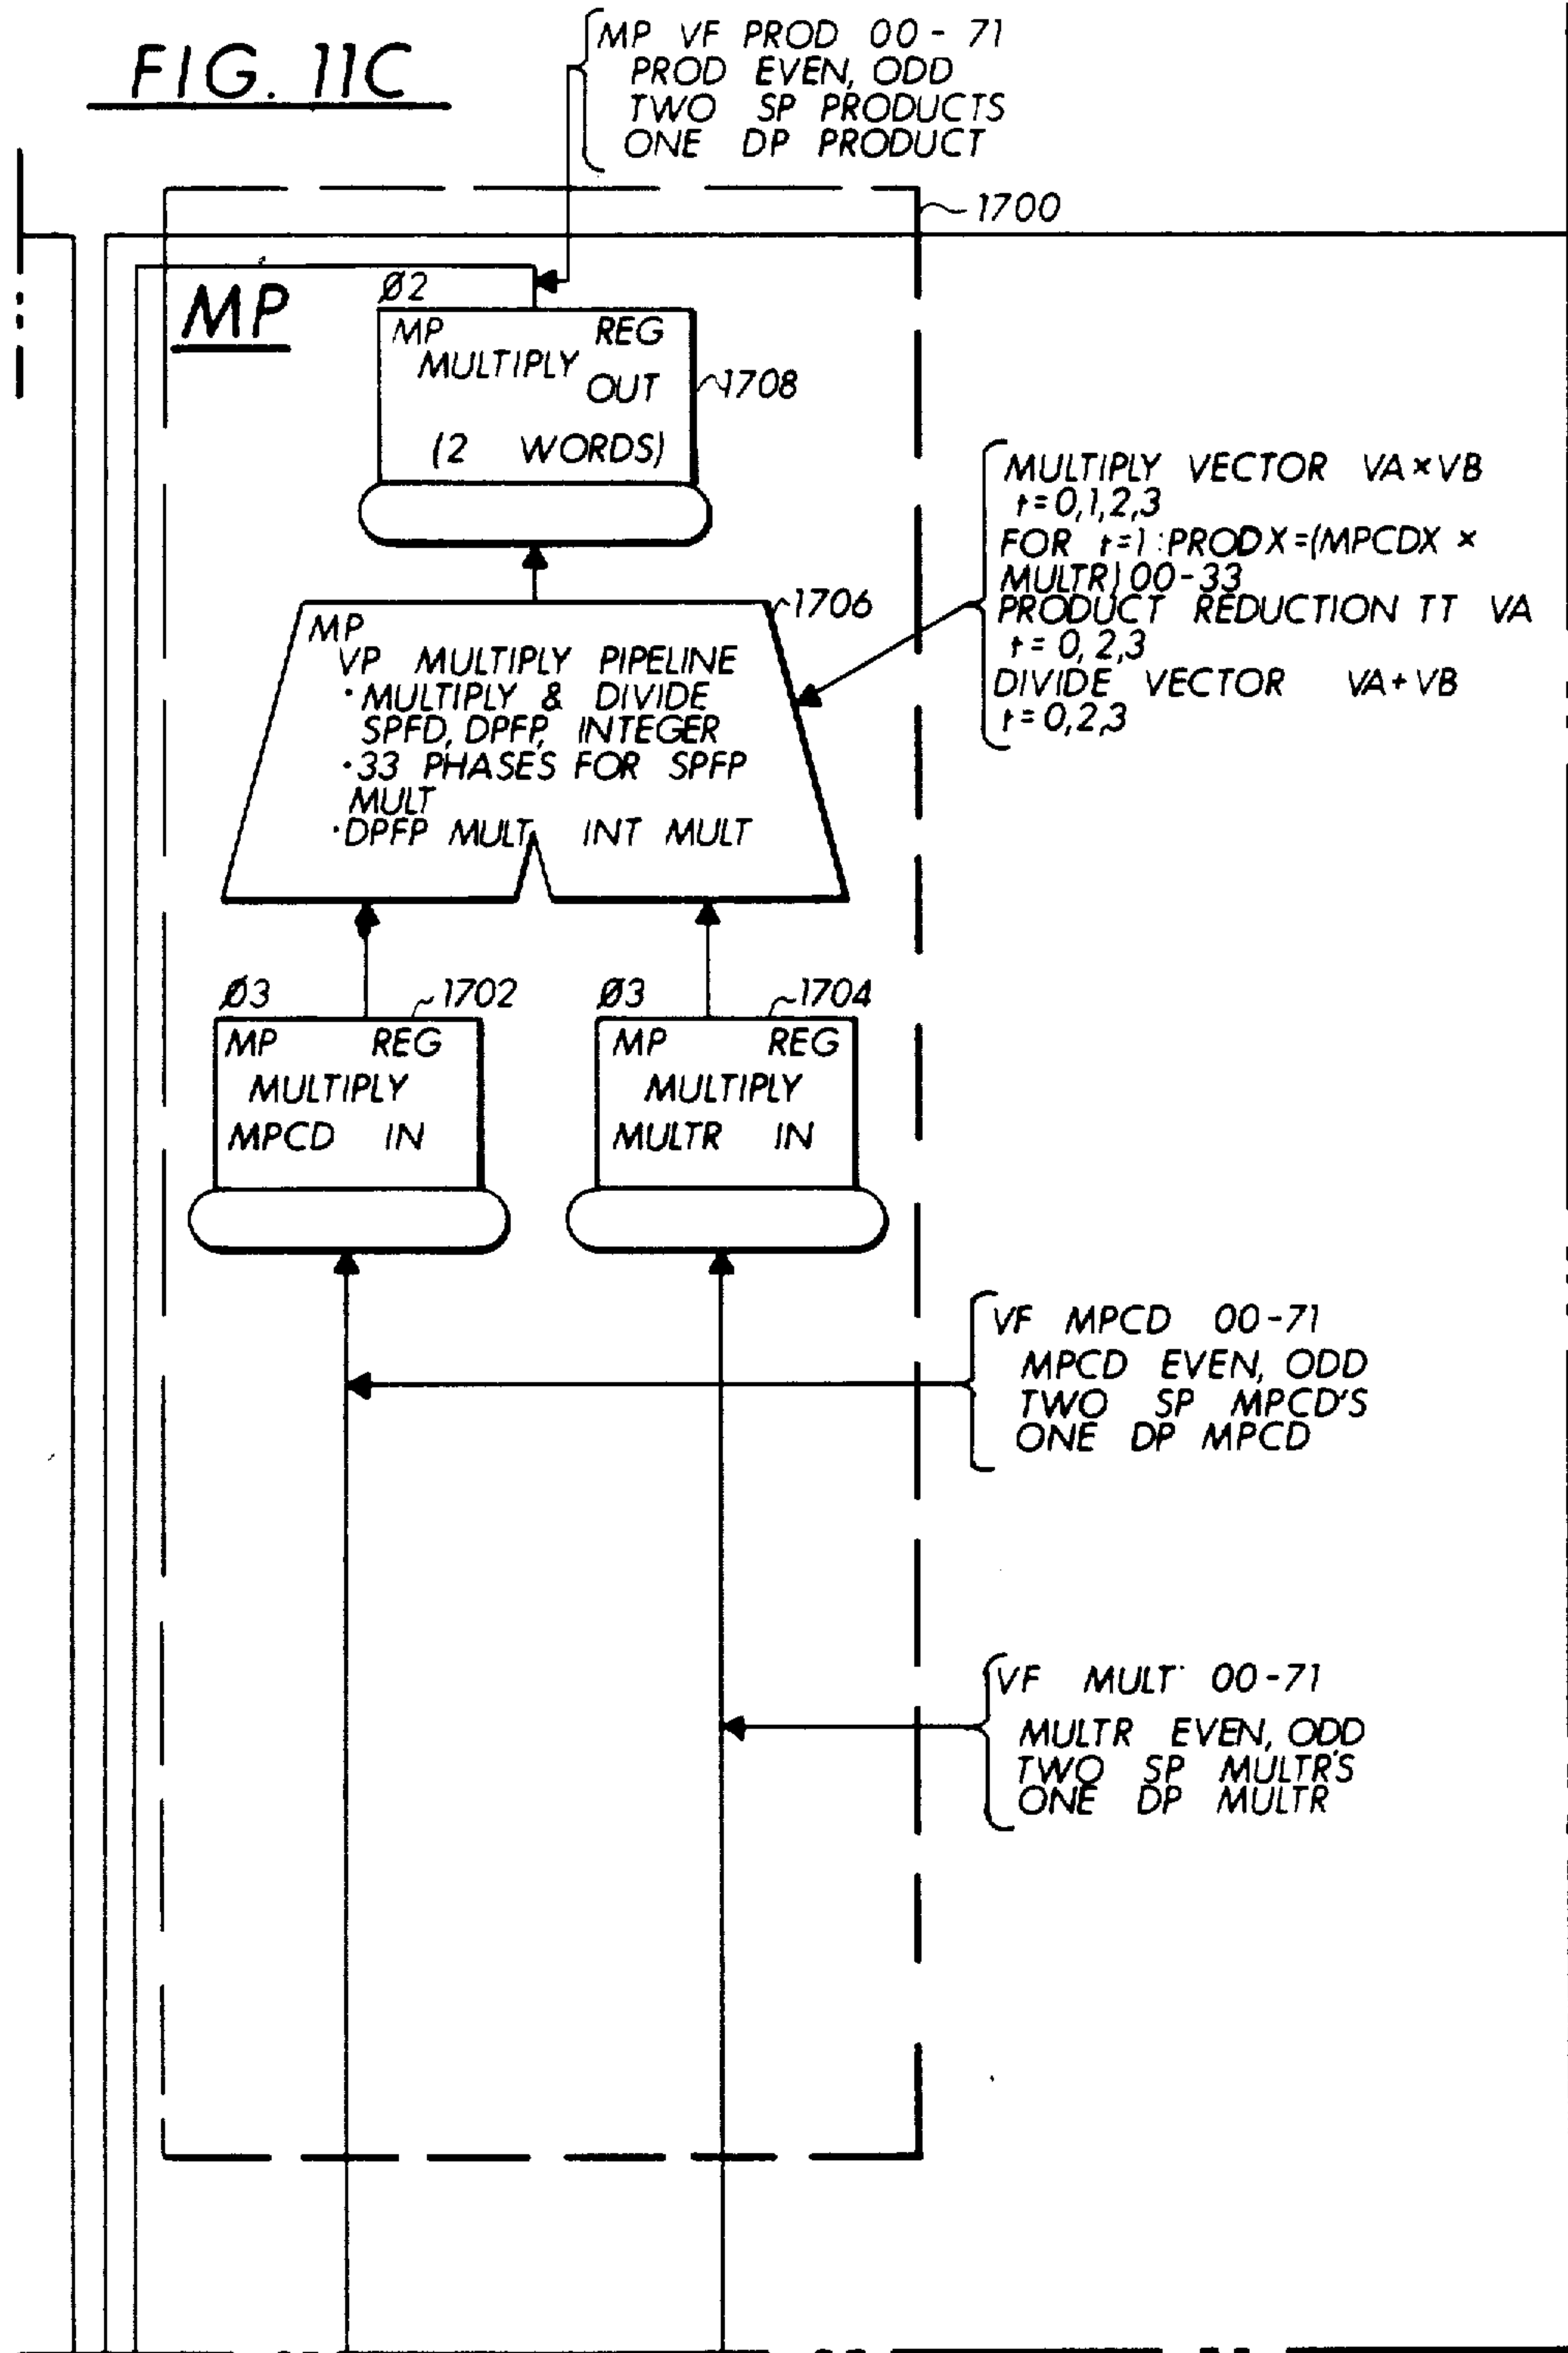 FIG. 11C
MP VF PROD 00-71
PROD EVEN, ODD
TWO SP PRODUCTS
ONE DP PRODUCT
1700
MP
Ø2
MP REG
MULTIPLY
OUT
(2 WORDS)
1708
MULTIPLY VECTOR VA×VB
t=0,1,2,3
FOR t=1:PRODX=(MPCDX ×
MULTR)00-33
PRODUCT REDUCTION TT VA
t=0,2,3
DIVIDE VECTOR VA+VB
t=0,2,3
1706
MP
VP MULTIPLY PIPELINE
·MULTIPLY & DIVIDE
SPFD, DPFP, INTEGER
·33 PHASES FOR SPFP
MULT
·DPFP MULT INT MULT
Ø3
1702
MP REG
MULTIPLY
MPCD IN
Ø3
1704
MP REG
MULTIPLY
MULTR IN
VF MPCD 00-71
MPCD EVEN, ODD
TWO SP MPCD'S
ONE DP MPCD
VF MULT 00-71
MULTR EVEN, ODD
TWO SP MULTR'S
ONE DP MULTR